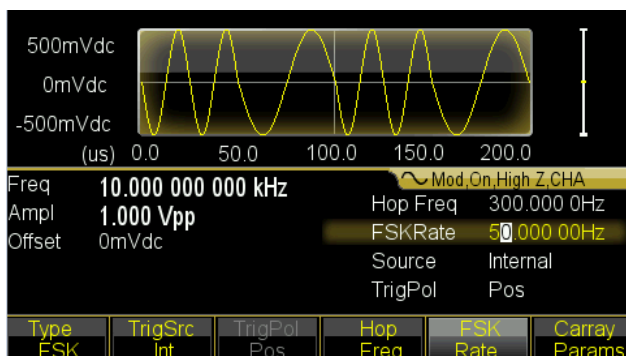 500mVdc
0mVdc
-500mVdc
(us) 0.0 50.0 100.0 150.0 200.0
Mod,On,High Z,CHA
Freq 10.000 000 000 kHz
Ampl 1.000 Vpp
Offset 0mVdc
Hop Freq 300.000 0Hz
FSKRate 50.000 00Hz
Source Internal
TrigPol Pos
Type TrigSrc TrigPol Hop FSK Carray
FSK Int Pos Freq Rate Params